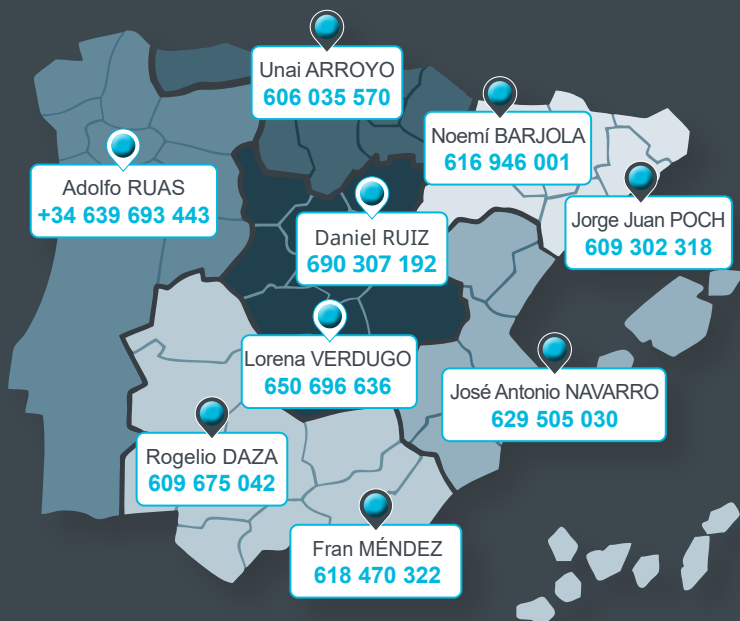 Unai ARROYO
606 035 570
Noemí BARJOLA
616 946 001
Adolfo RUAS
+34 639 693 443
Jorge Juan POCH
609 302 318
Daniel RUIZ
690 307 192
Lorena VERDUGO
650 696 636
José Antonio NAVARRO
629 505 030
Rogelio DAZA
609 675 042
Fran MÉNDEZ
618 470 322